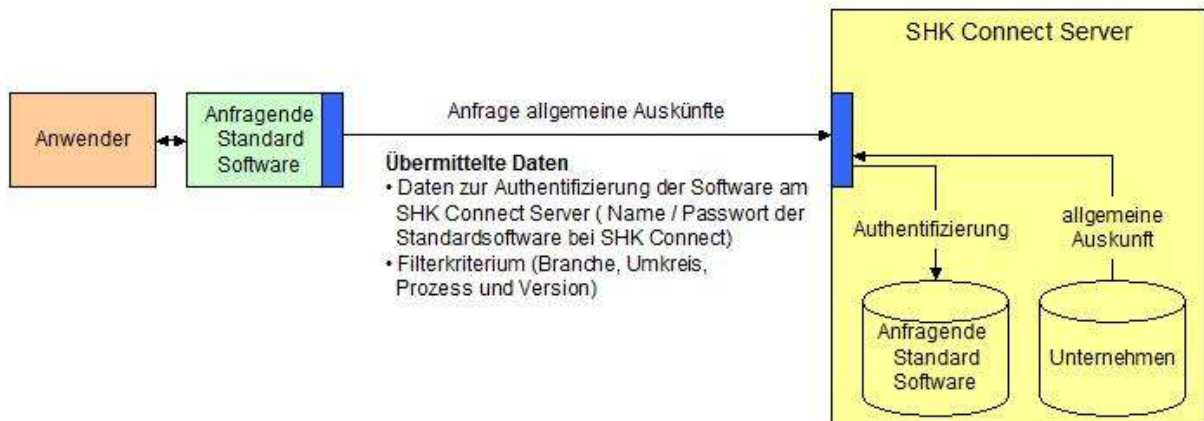 SHK Connect Server
Anwender
Anfragende
Standard
Software
Anfrage allgemeine Auskünfte
Übermittelte Daten
• Daten zur Authentifizierung der Software am
SHK Connect Server ( Name / Passwort der
Standardsoftware bei SHK Connect)
• Filterkriterium (Branche, Umkreis,
Prozess und Version)
Authentifizierung
allgemeine
Auskunft
Anfragende
Standard
Software
Unternehmen